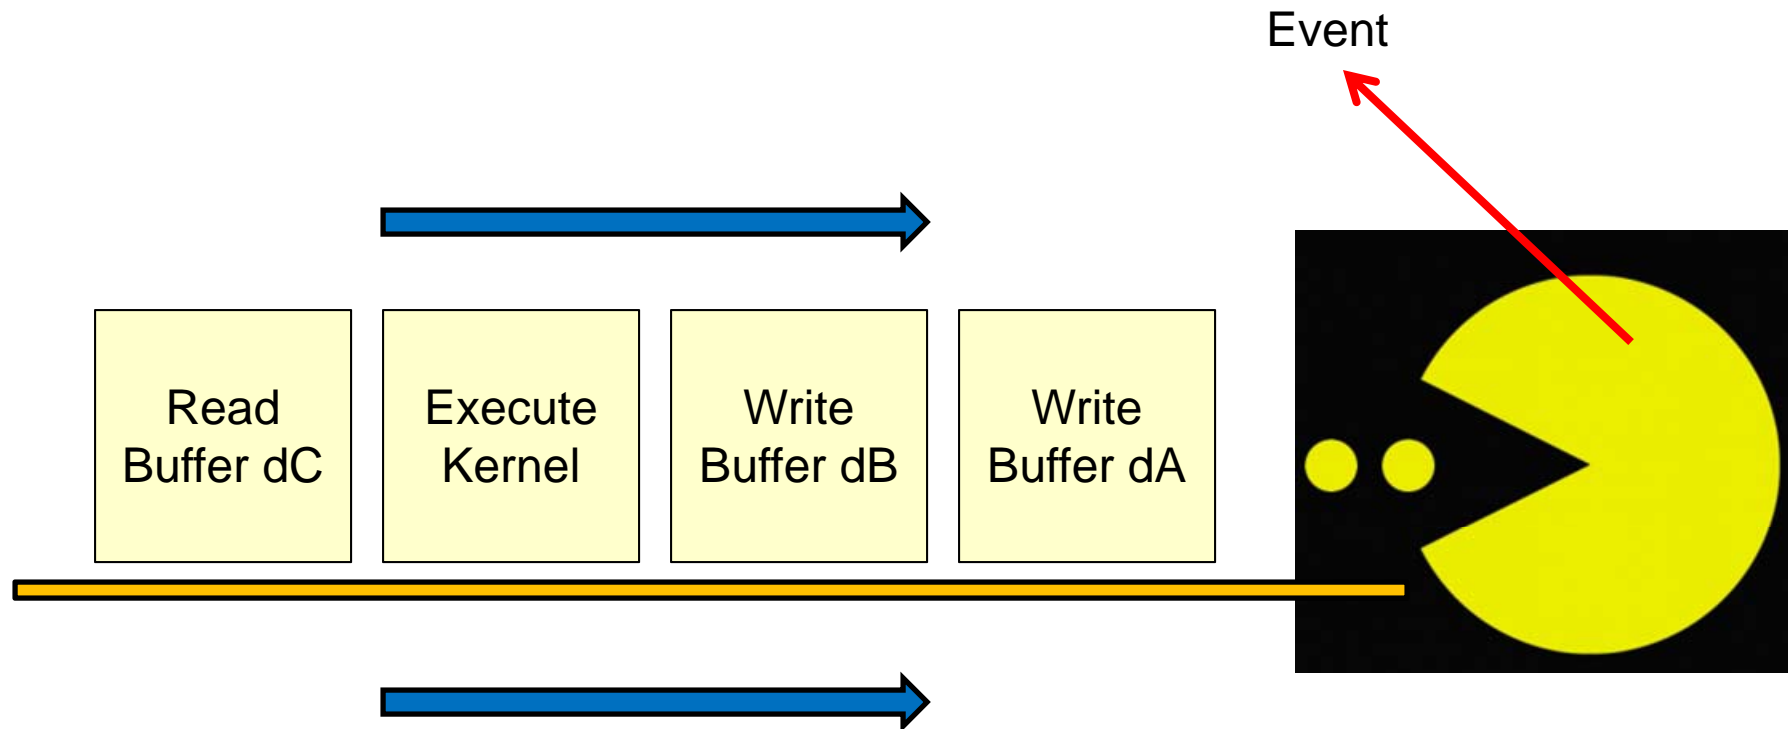 Event
Read
Buffer dC
Execute
Kernel
Write
Buffer dB
Write
Buffer dA